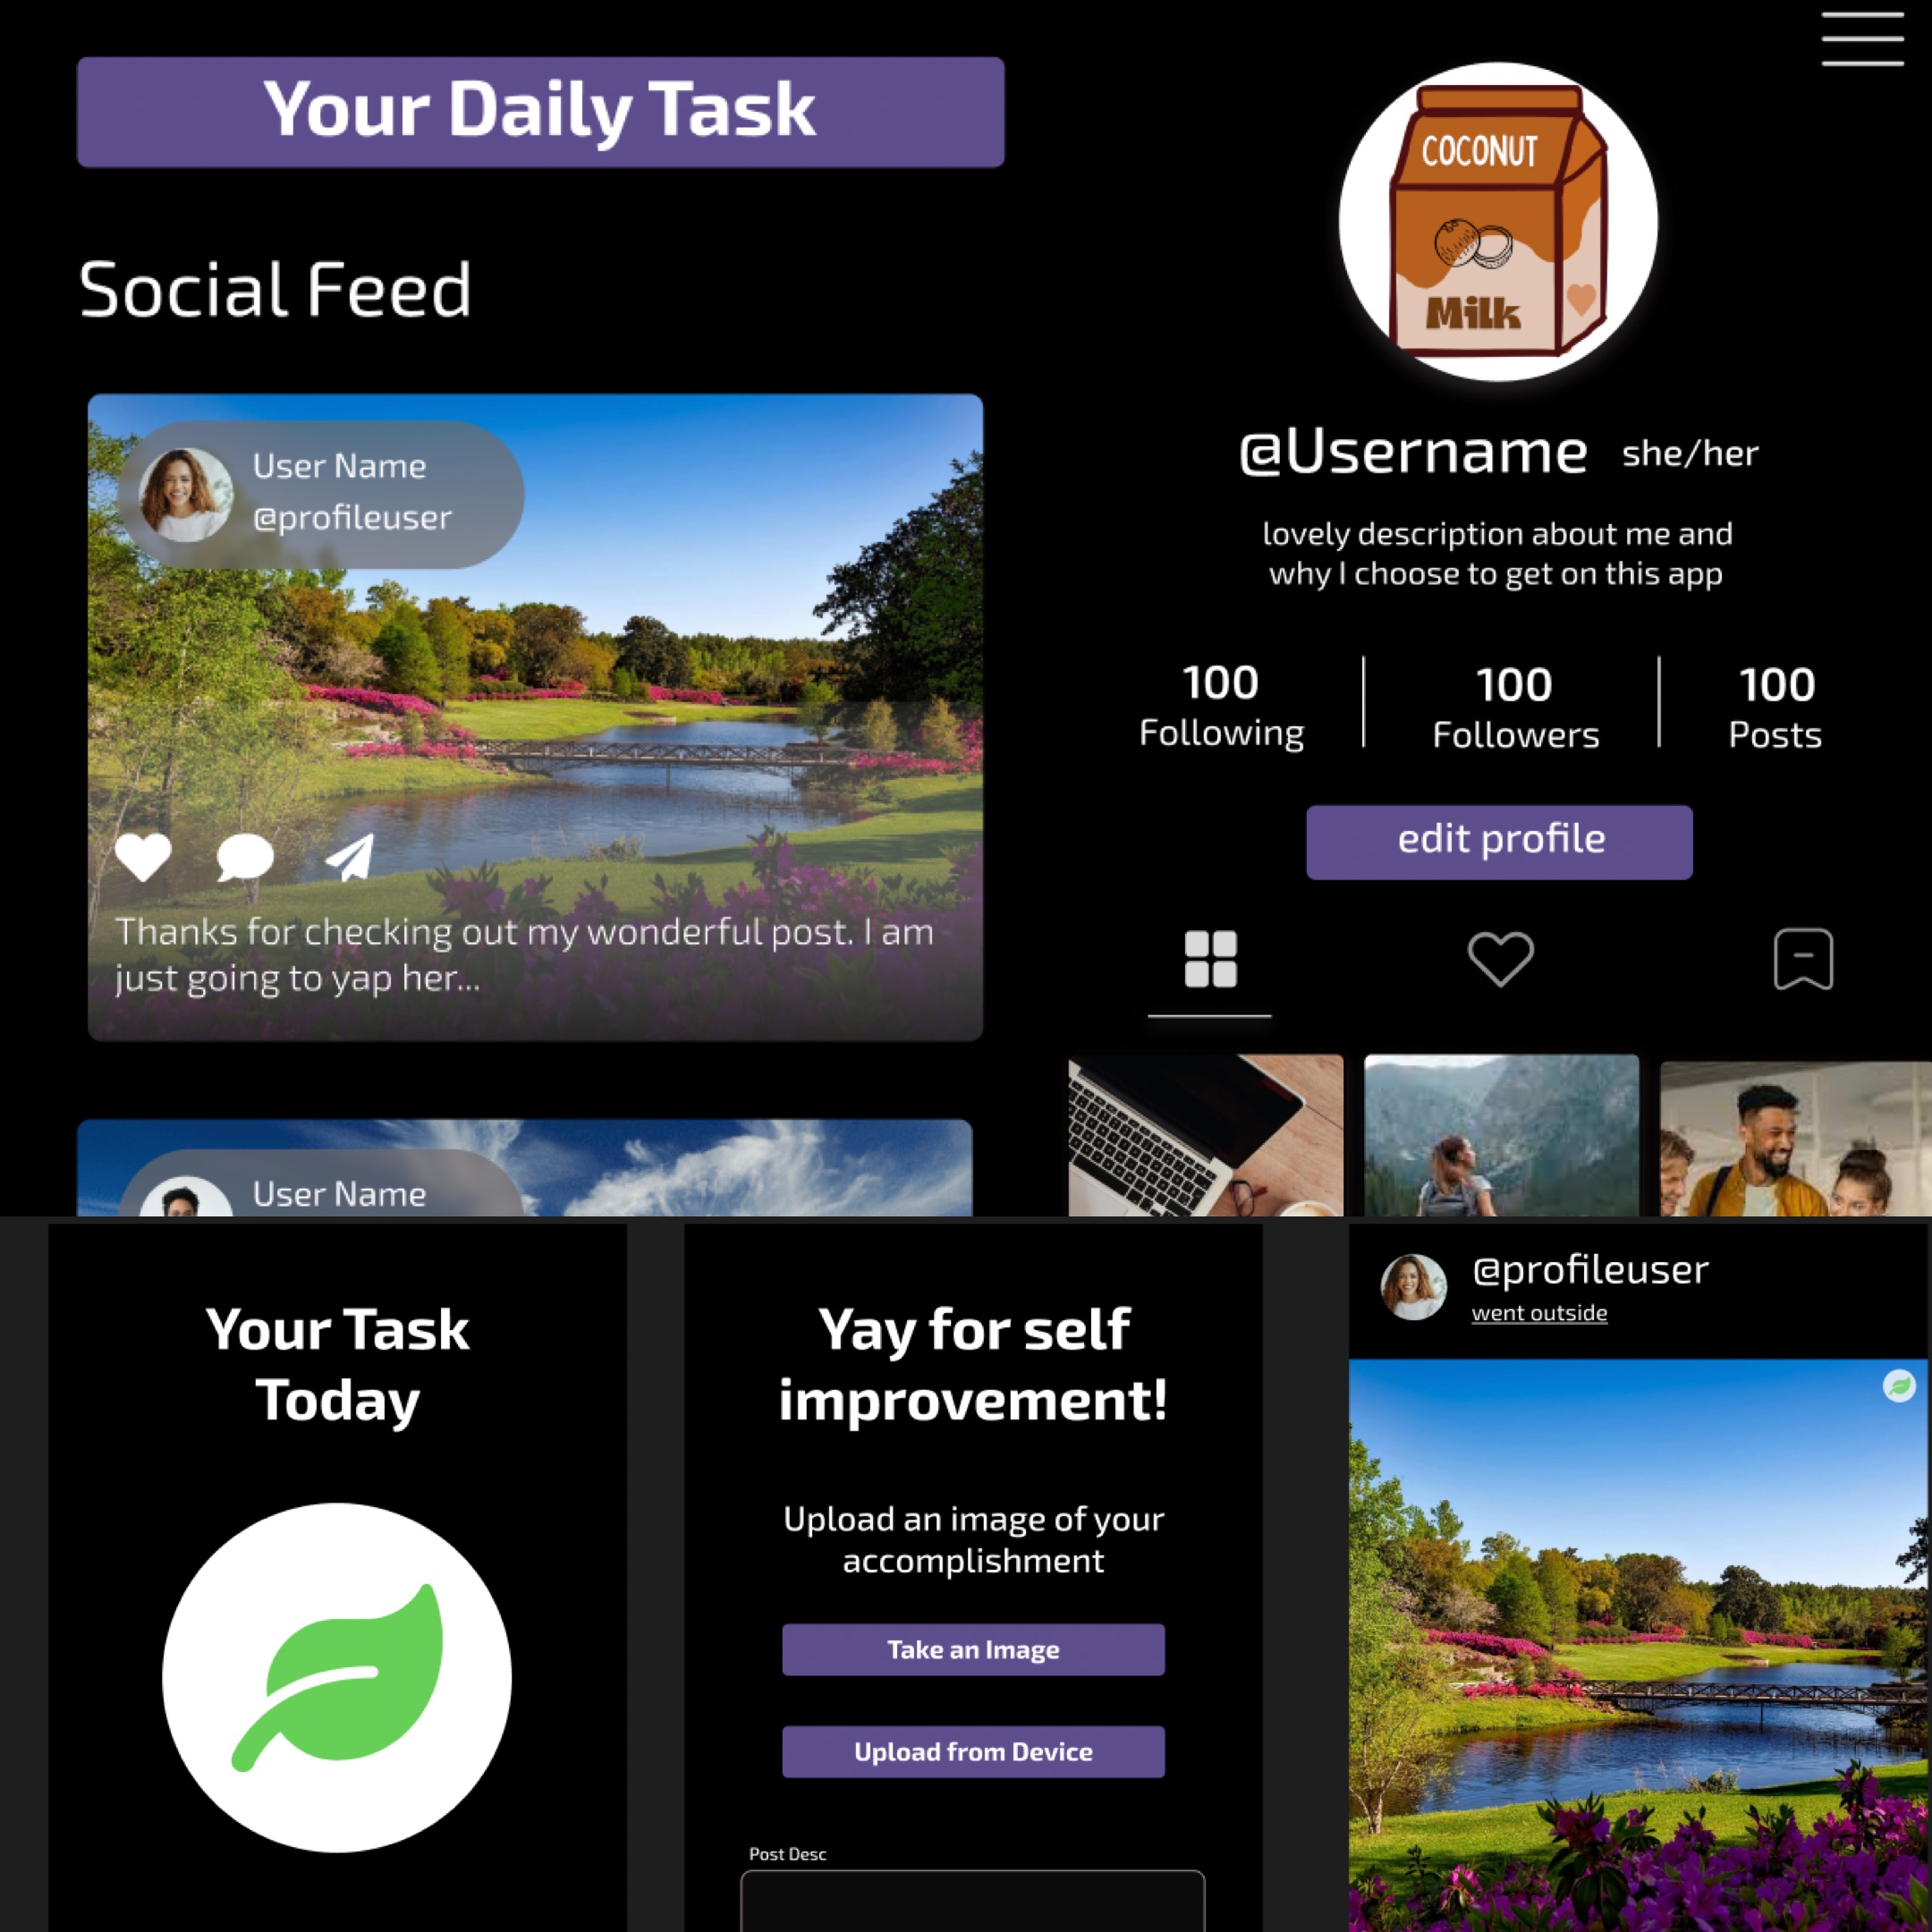 Your Daily Task
Social Feed
User Name
@profileuser
Thanks for checking out my wonderful post. I am
just going to yap her...
User Name
COCONUT
Milk
@Username she/her
lovely description about me and
why I choose to get on this app
100 100 100
Following Followers Posts
edit profile
Your Task
Today
Yay for self
improvement!
Upload an image of your
accomplishment
Take an Image
Upload from Device
Post Desc
@profileuser
went outside